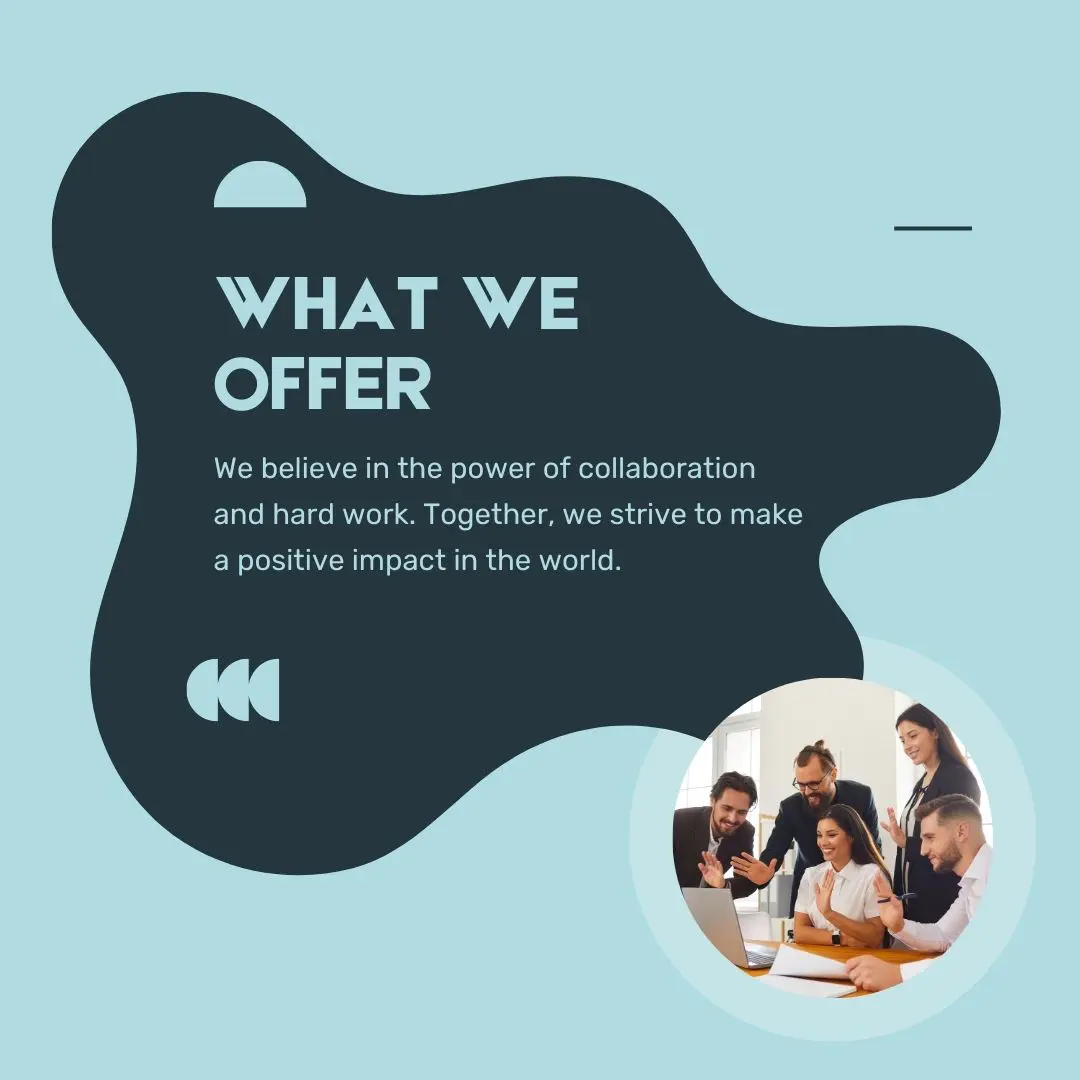 WHAT WE
OFFER
We believe in the power of collaboration
and hard work. Together, we strive to make
a positive impact in the world.